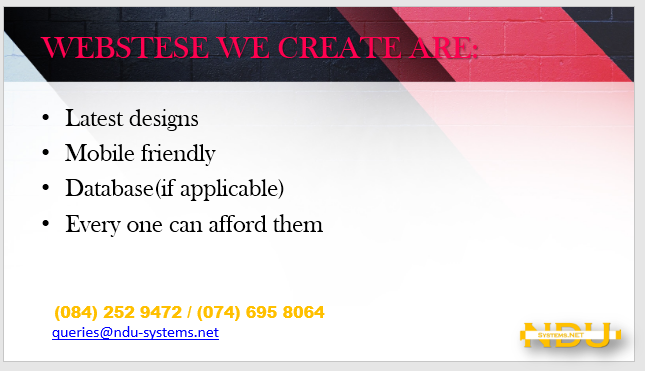 WEBSTESE WE CREATE ARE:
• Latest designs
• Mobile friendly
• Database(if applicable)
• Every one can afford them
(084) 252 9472 / (074) 695 8064
queries@ndu-systems.net
NDU
SYSTEMS.NET